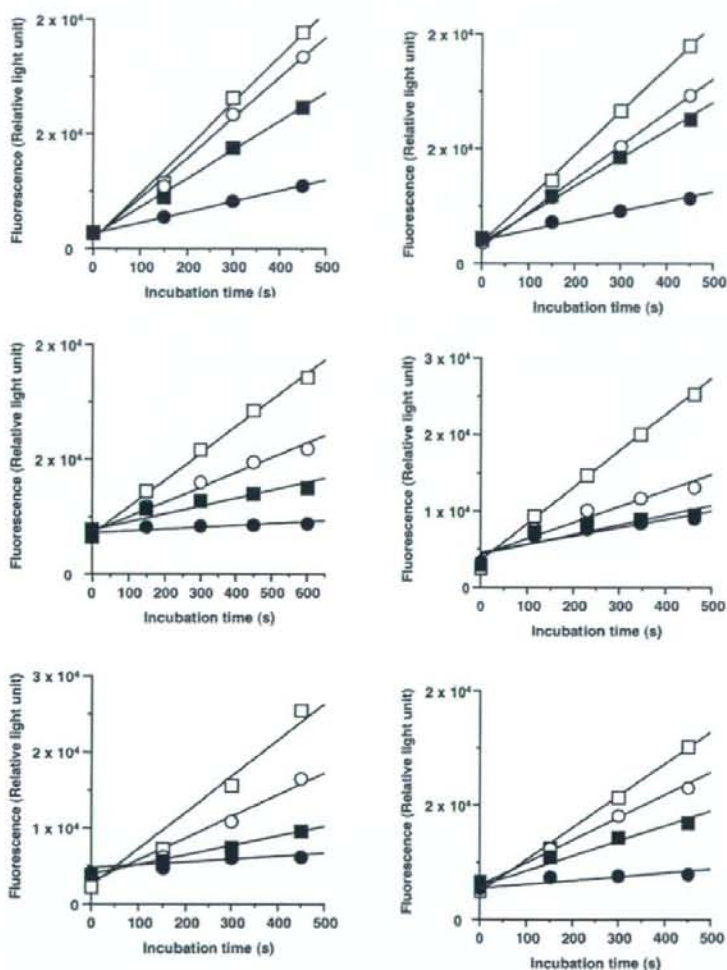 Fluorescence (Relative light unit)
2 x 10⁴
2 x 10⁴
0
0 100 200 300 400 500
Incubation time (s)
Fluorescence (Relative light unit)
2 x 10⁴
2 x 10⁴
0
0 100 200 300 400 500
Incubation time (s)
Fluorescence (Relative light unit)
2 x 10⁴
2 x 10⁴
0
0 100 200 300 400 500 600
Incubation time (s)
Fluorescence (Relative light unit)
3 x 10⁴
2 x 10⁴
1 x 10⁴
0
0 100 200 300 400 500
Incubation time (s)
Fluorescence (Relative light unit)
3 x 10⁴
2 x 10⁴
1 x 10⁴
0
0 100 200 300 400 500
Incubation time (s)
Fluorescence (Relative light unit)
2 x 10⁴
2 x 10⁴
0
0 100 200 300 400 500
Incubation time (s)